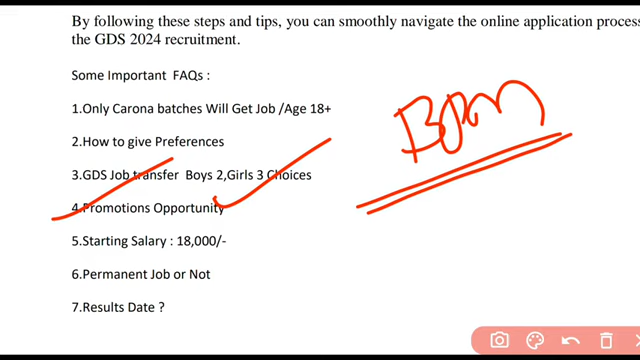 By following these steps and tips, you can smoothly navigate the online application process
the GDS 2024 recruitment.
Some Important FAQs :
1.Only Carona batches Will Get Job /Age 18+
2.How to give Preferences
3.GDS Job transfer Boys 2,Girls 3 Choices
4.Promotions Opportunity
5.Starting Salary : 18,000/-
6.Permanent Job or Not
7.Results Date ?